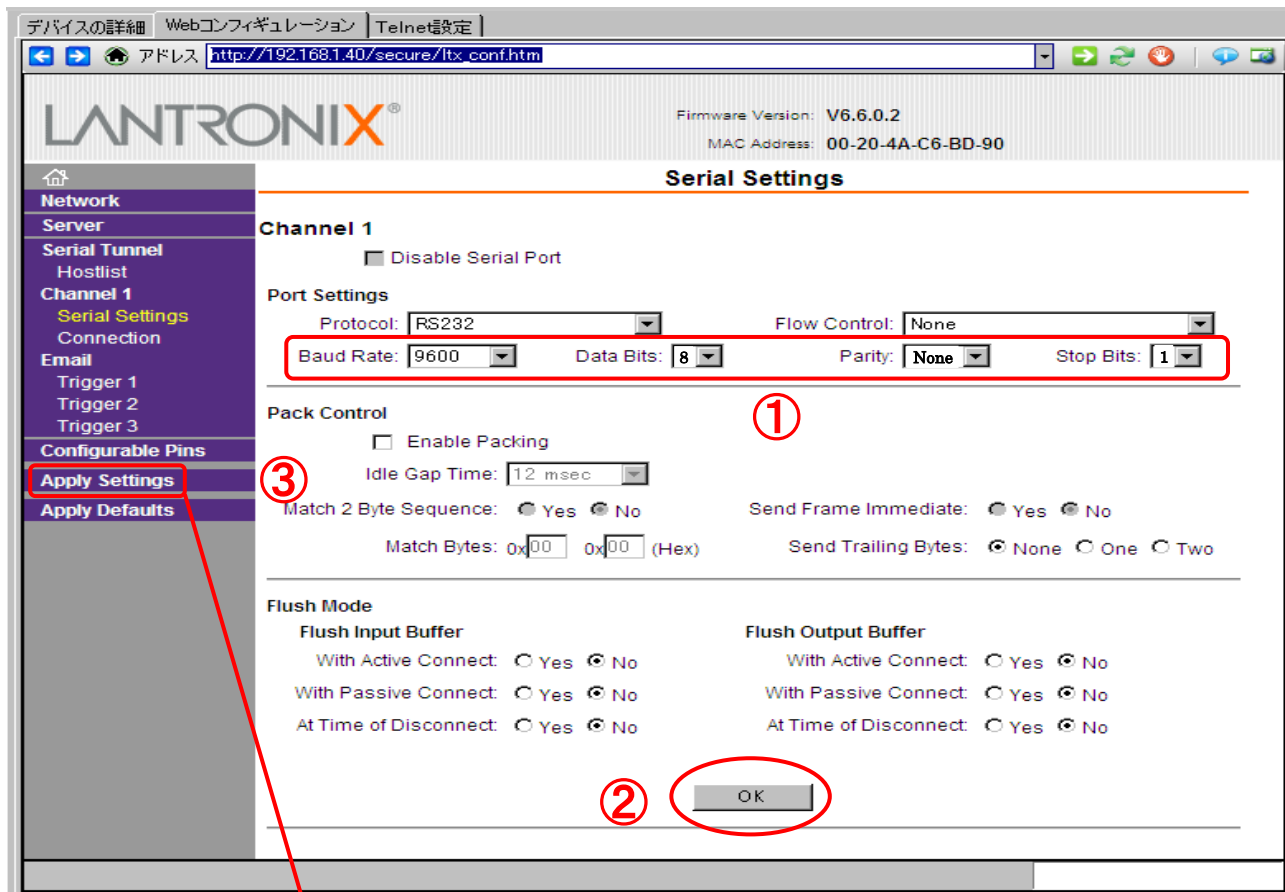 デバイスの詳細 Webコンフィギュレーション Telnet設定
アドレス http://192.168.1.40/secure/ltx_conf.htm
LANTRONIX®
Firmware Version: V6.6.0.2
MAC Address: 00-20-4A-C6-BD-90
Network
Server
Serial Tunnel
Hostlist
Channel 1
Serial Settings
Connection
Email
Trigger 1
Trigger 2
Trigger 3
Configurable Pins
Apply Settings
③
Apply Defaults
Serial Settings
Channel 1
Disable Serial Port
Port Settings
Protocol: RS232 Flow Control: None
Baud Rate: 9600 Data Bits: 8 Parity: None Stop Bits: 1
①
Pack Control
Enable Packing
Idle Gap Time: 12 msec
Match 2 Byte Sequence: Yes No Send Frame Immediate: Yes No
Match Bytes: 0x00 0x00 (Hex) Send Trailing Bytes: None One Two
Flush Mode
Flush Input Buffer Flush Output Buffer
With Active Connect: Yes No With Active Connect: Yes No
With Passive Connect: Yes No With Passive Connect: Yes No
At Time of Disconnect: Yes No At Time of Disconnect: Yes No
② OK